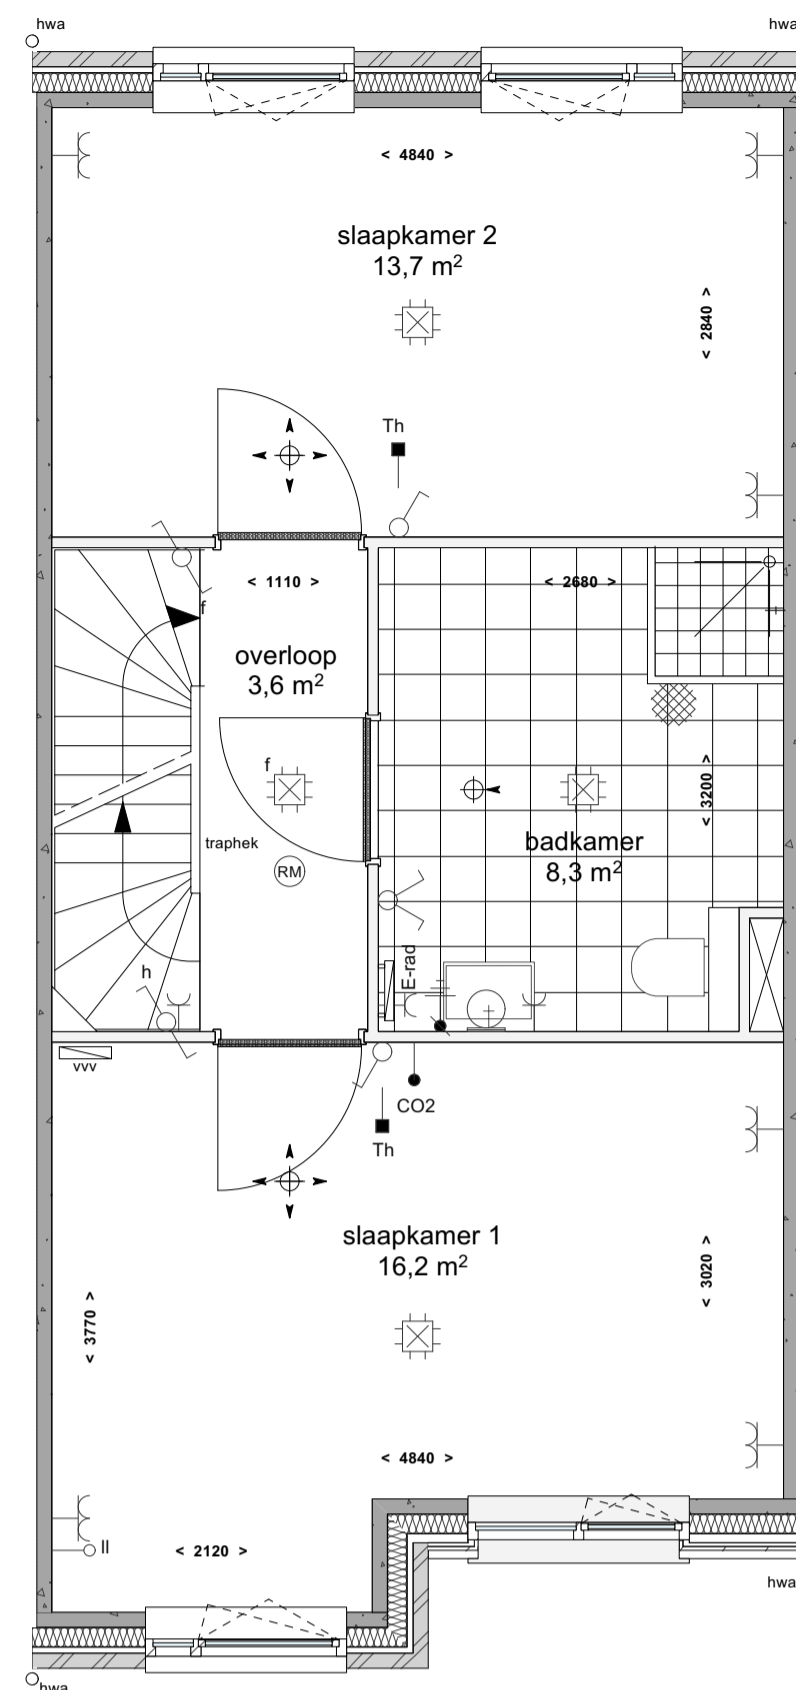 hwa
hwa
< 4840 >
slaapkamer 2
13,7 m²
< 2840 >
Th
< 1110 >
< 2680 >
f
overloop
3,6 m²
f
< 3200 >
traphek
badkamer
8,3 m²
RM
E-rad
h
vvv
CO2
Th
slaapkamer 1
16,2 m²
< 3020 >
< 3770 >
< 4840 >
ll
< 2120 >
hwa
hwa